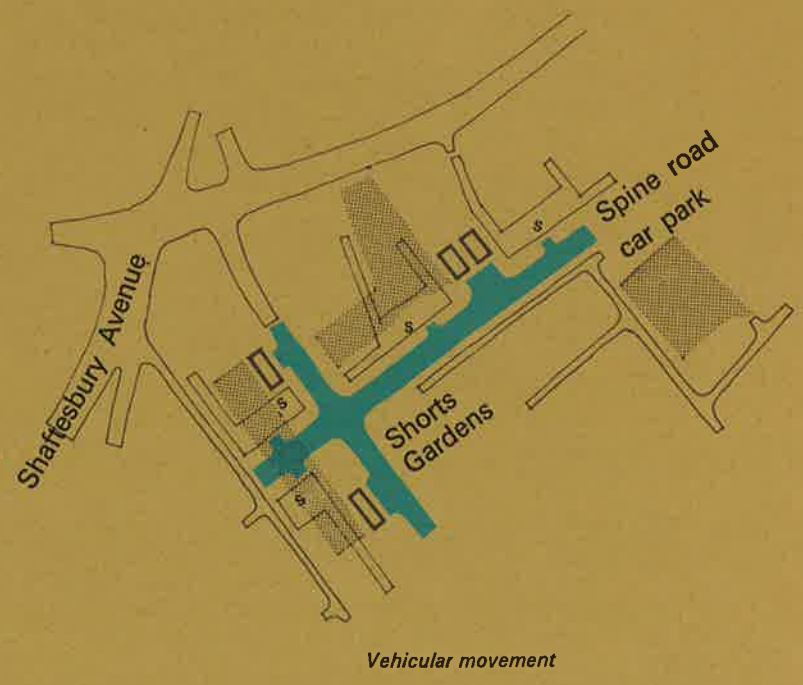 Spine road
car park
Shaftesbury Avenue
s
s
s
s
Shorts
Gardens
Vehicular movement